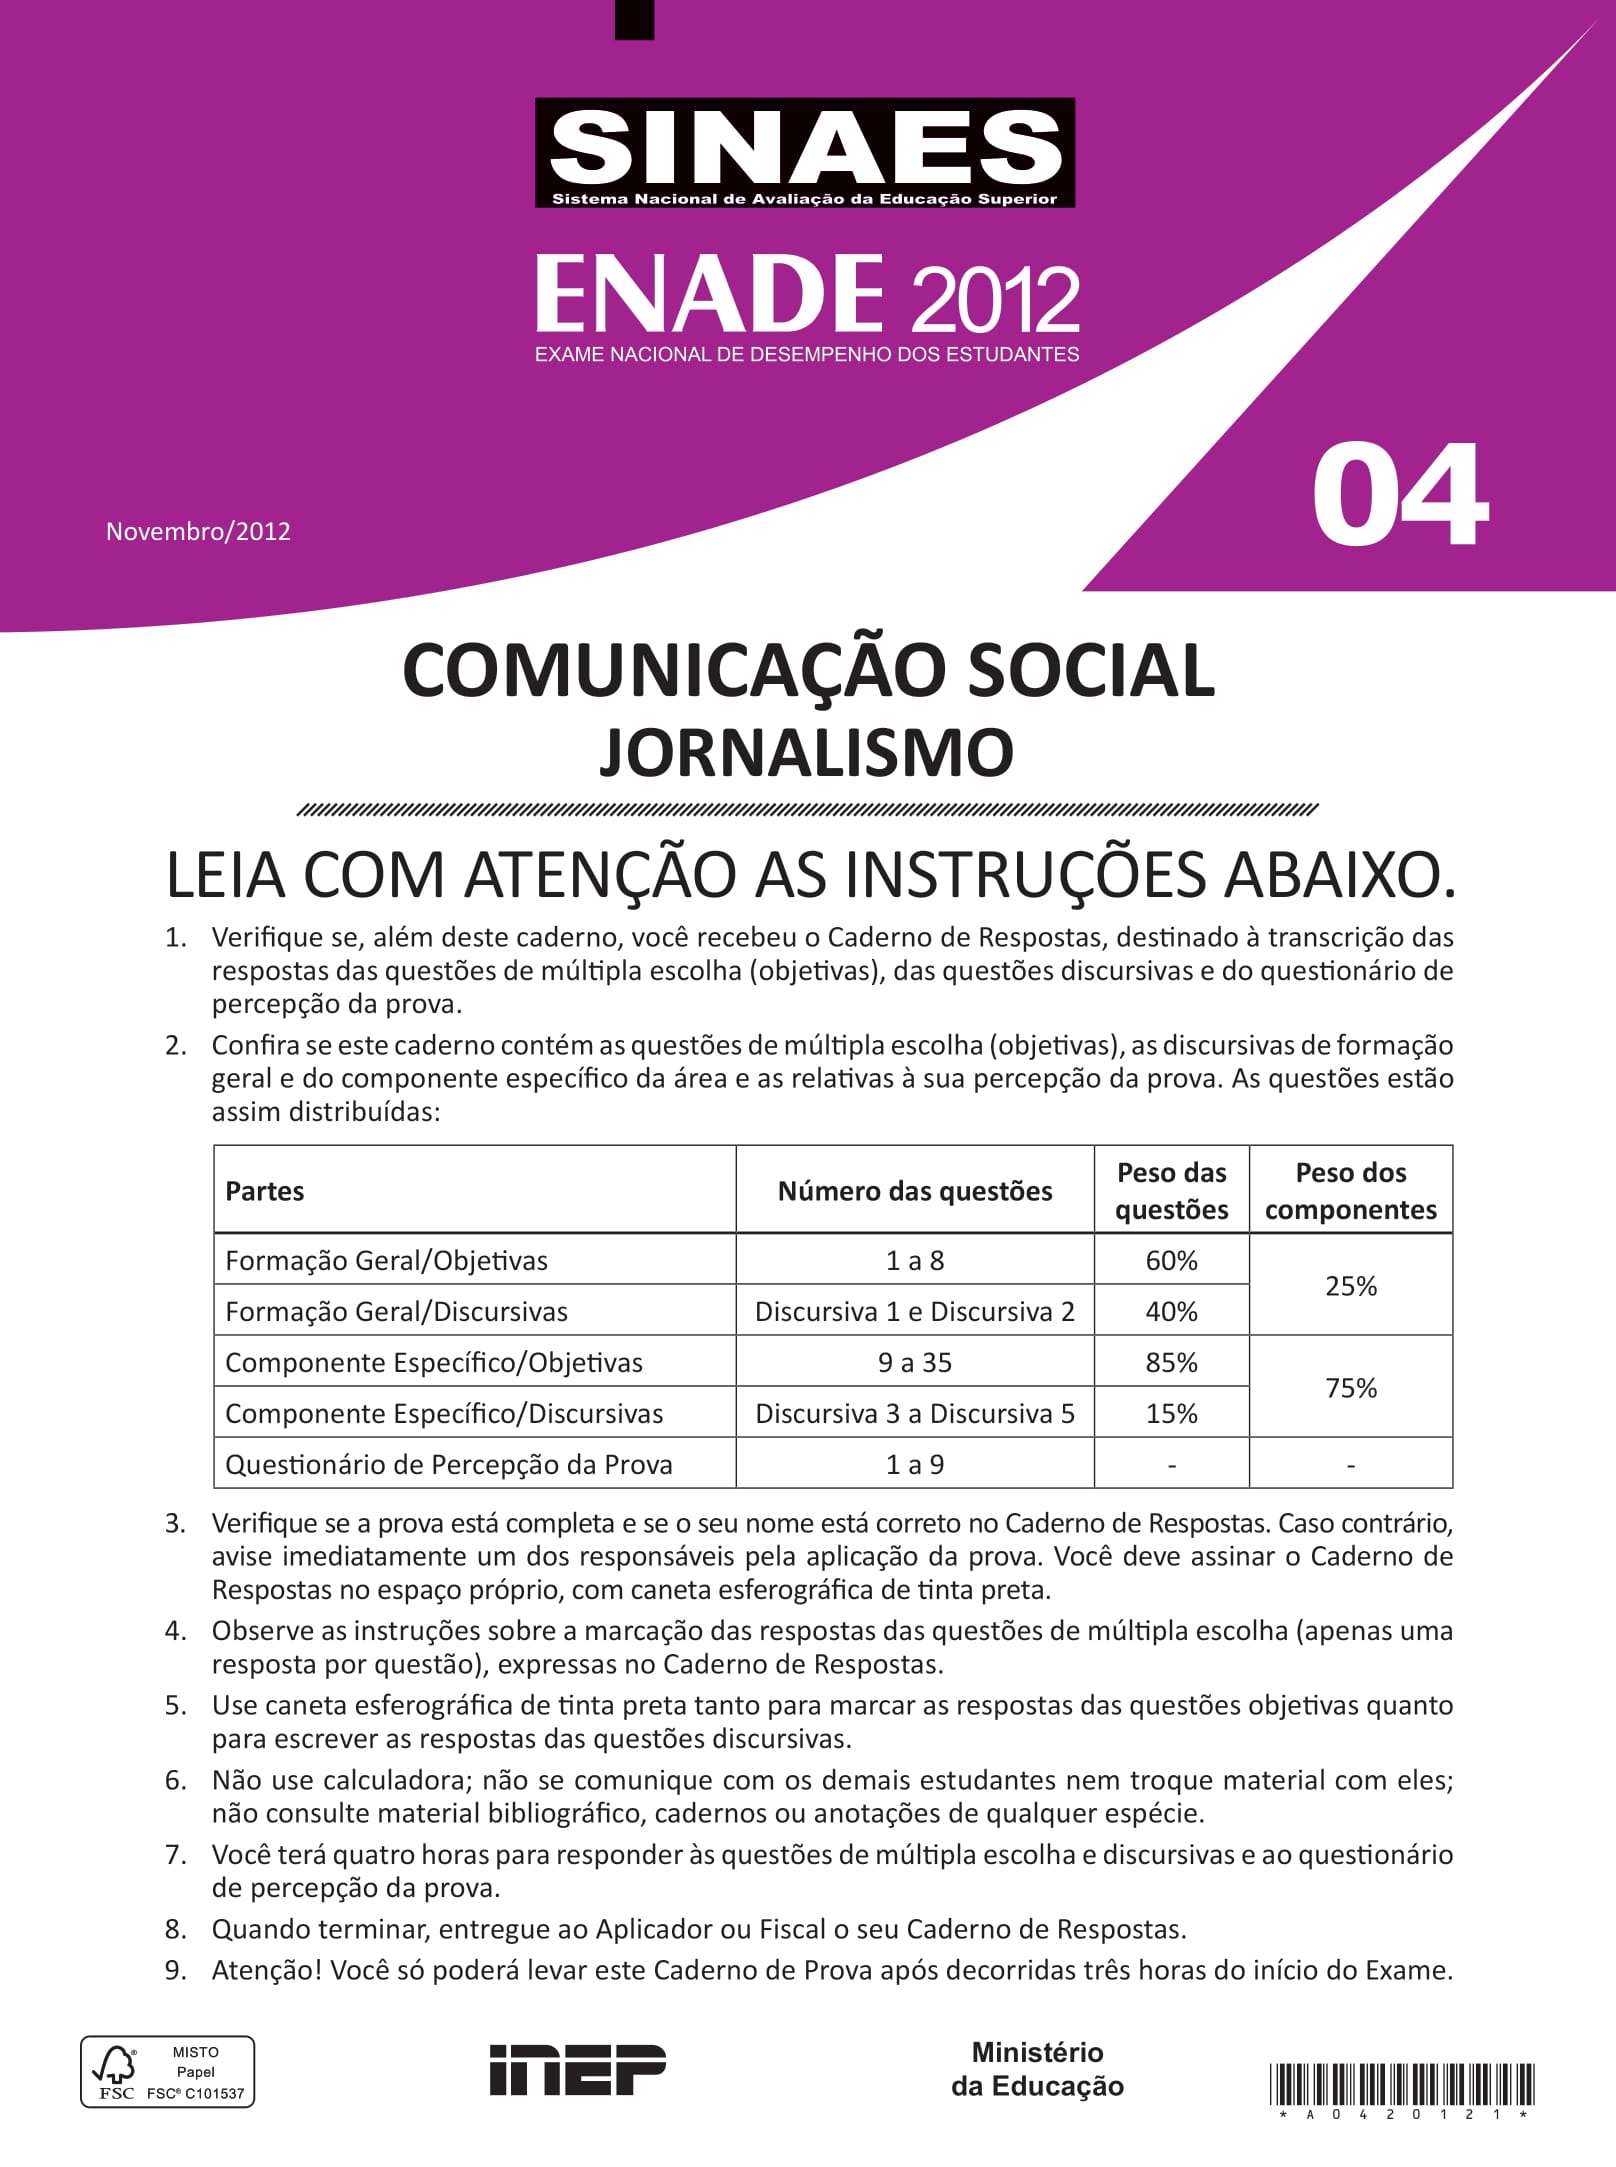 SINAES
Sistema Nacional de Avaliação da Educação Superior
ENADE 2012
EXAME NACIONAL DE DESEMPENHO DOS ESTUDANTES
04
Novembro/2012
COMUNICAÇÃO SOCIAL
JORNALISMO
LEIA COM ATENÇÃO AS INSTRUÇÕES ABAIXO.
1. Verifique se, além deste caderno, você recebeu o Caderno de Respostas, destinado à transcrição das
respostas das questões de múltipla escolha (objetivas), das questões discursivas e do questionário de
percepção da prova.
2. Confira se este caderno contém as questões de múltipla escolha (objetivas), as discursivas de formação
geral e do componente específico da área e as relativas à sua percepção da prova. As questões estão
assim distribuídas:
Partes Número das questões Peso das questões Peso dos componentes
Formação Geral/Objetivas 1 a 8 60% 25%
Formação Geral/Discursivas Discursiva 1 e Discursiva 2 40%
Componente Específico/Objetivas 9 a 35 85% 75%
Componente Específico/Discursivas Discursiva 3 a Discursiva 5 15%
Questionário de Percepção da Prova 1 a 9 - -
3. Verifique se a prova está completa e se o seu nome está correto no Caderno de Respostas. Caso contrário,
avise imediatamente um dos responsáveis pela aplicação da prova. Você deve assinar o Caderno de
Respostas no espaço próprio, com caneta esferográfica de tinta preta.
4. Observe as instruções sobre a marcação das respostas das questões de múltipla escolha (apenas uma
resposta por questão), expressas no Caderno de Respostas.
5. Use caneta esferográfica de tinta preta tanto para marcar as respostas das questões objetivas quanto
para escrever as respostas das questões discursivas.
6. Não use calculadora; não se comunique com os demais estudantes nem troque material com eles;
não consulte material bibliográfico, cadernos ou anotações de qualquer espécie.
7. Você terá quatro horas para responder às questões de múltipla escolha e discursivas e ao questionário
de percepção da prova.
8. Quando terminar, entregue ao Aplicador ou Fiscal o seu Caderno de Respostas.
9. Atenção! Você só poderá levar este Caderno de Prova após decorridas três horas do início do Exame.
MISTO
Papel
FSC FSC® C101537
INEP
Ministério
da Educação
* A 0 4 2 0 1 2 1 *